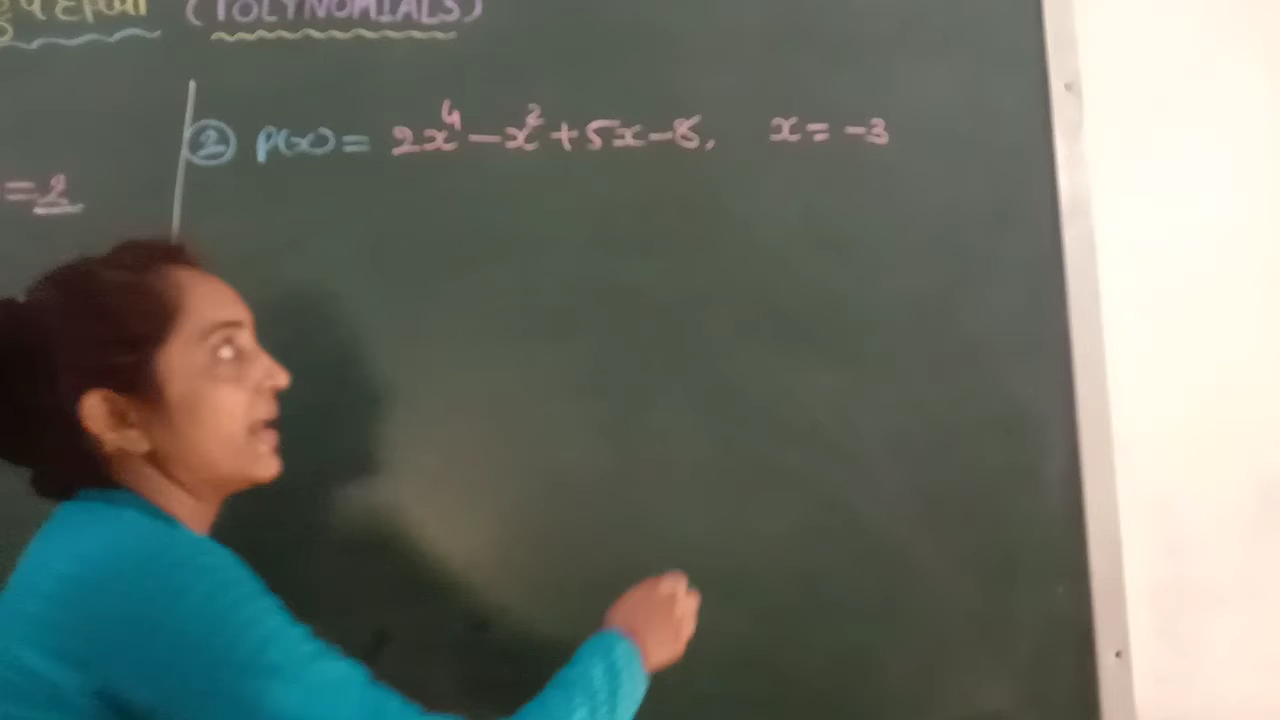 (POLYNOMIALS)
= 2
② P(x) = 2x⁴ - x² + 5x - 8, x = -3